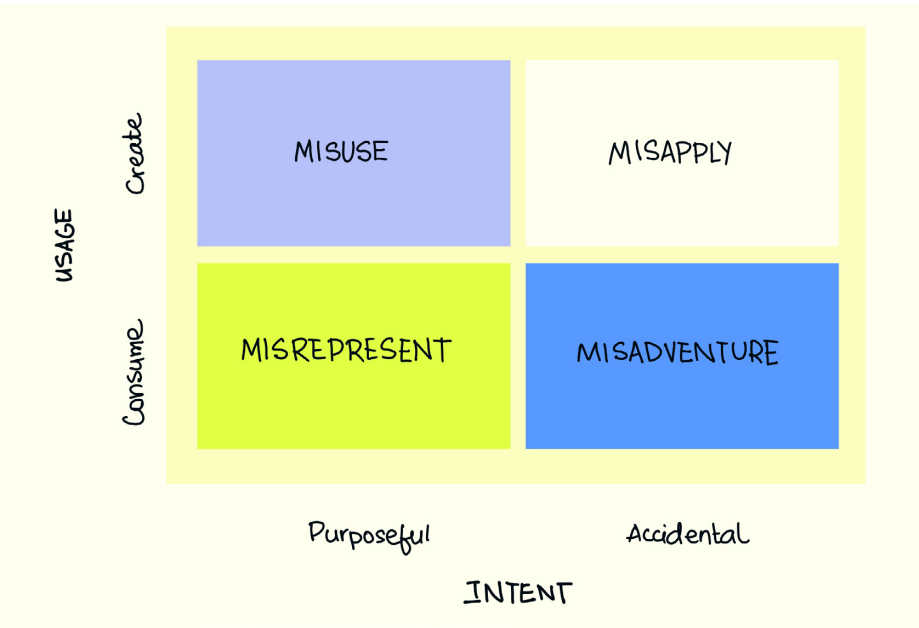 Create
MISUSE
MISAPPLY
USAGE
Consume
MISREPRESENT
MISADVENTURE
Purposeful
Accidental
INTENT